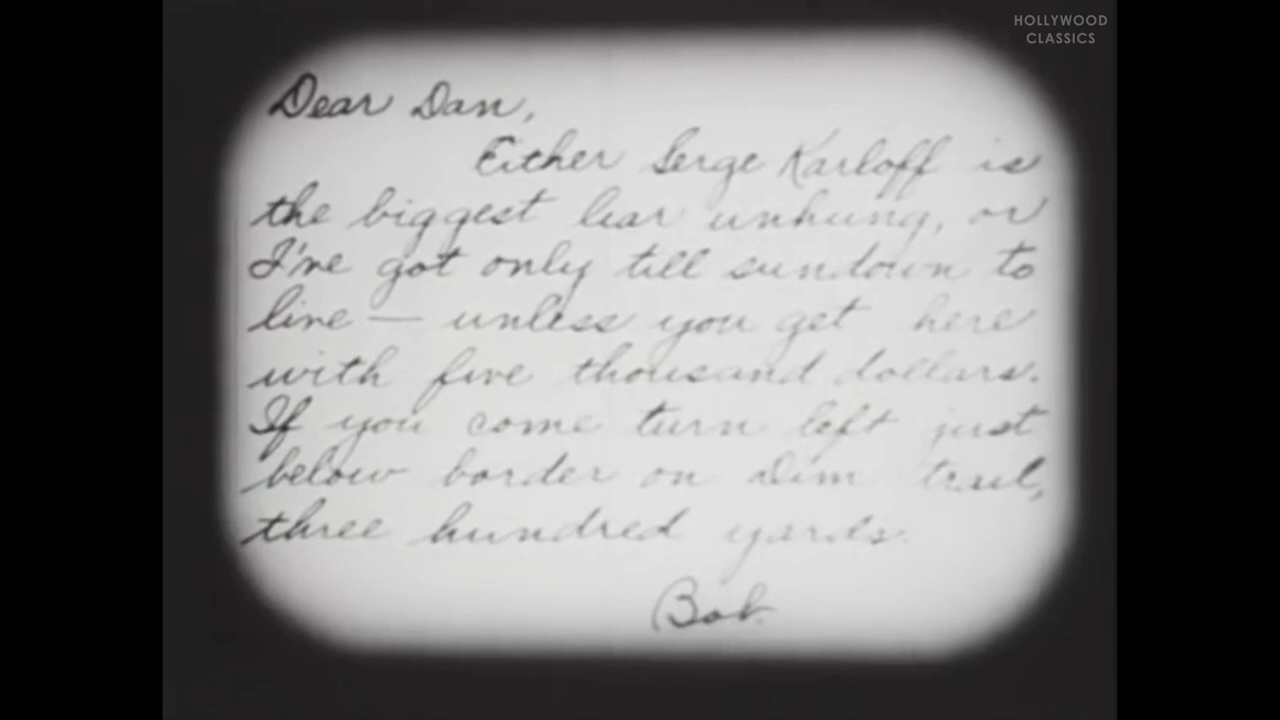 HOLLYWOOD
CLASSICS
Dear Dan,
Either Serge Karloff is
the biggest liar unhung, or
I've got only till sundown to
live — unless you get here
with five thousand dollars.
If you come turn left just
below border on dim trail,
three hundred yards.
Bob.